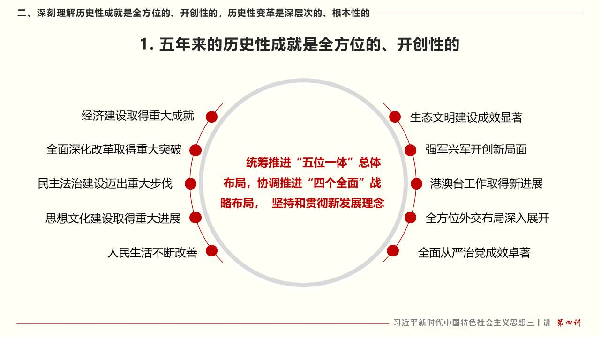 二、深刻理解历史性成就是全方位的、开创性的，历史性变革是深层次的、根本性的
1. 五年来的历史性成就是全方位的、开创性的
经济建设取得重大成就
全面深化改革取得重大突破
民主法治建设迈出重大步伐
思想文化建设取得重大进展
人民生活不断改善
统筹推进“五位一体”总体
布局，协调推进“四个全面”战
略布局， 坚持和贯彻新发展理念
生态文明建设成效显著
强军兴军开创新局面
港澳台工作取得新进展
全方位外交布局深入展开
全面从严治党成效卓著
习近平新时代中国特色社会主义思想三十讲 第四讲